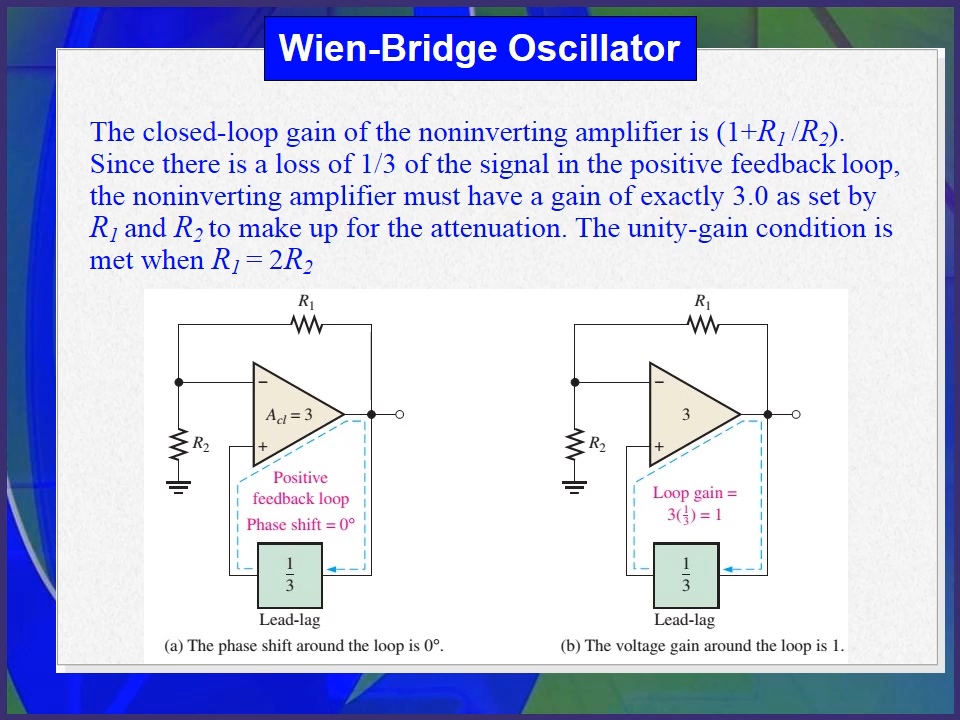 Wien-Bridge Oscillator
The closed-loop gain of the noninverting amplifier is (1+R₁ /R₂).
Since there is a loss of 1/3 of the signal in the positive feedback loop,
the noninverting amplifier must have a gain of exactly 3.0 as set by
R₁ and R₂ to make up for the attenuation. The unity-gain condition is
met when R₁ = 2R₂
R₁
−
A_cl = 3
+
R₂
Positive
feedback loop
Phase shift = 0°
1/3
Lead-lag
(a) The phase shift around the loop is 0°.
R₁
−
3
+
R₂
Loop gain =
3(1/3) = 1
1/3
Lead-lag
(b) The voltage gain around the loop is 1.